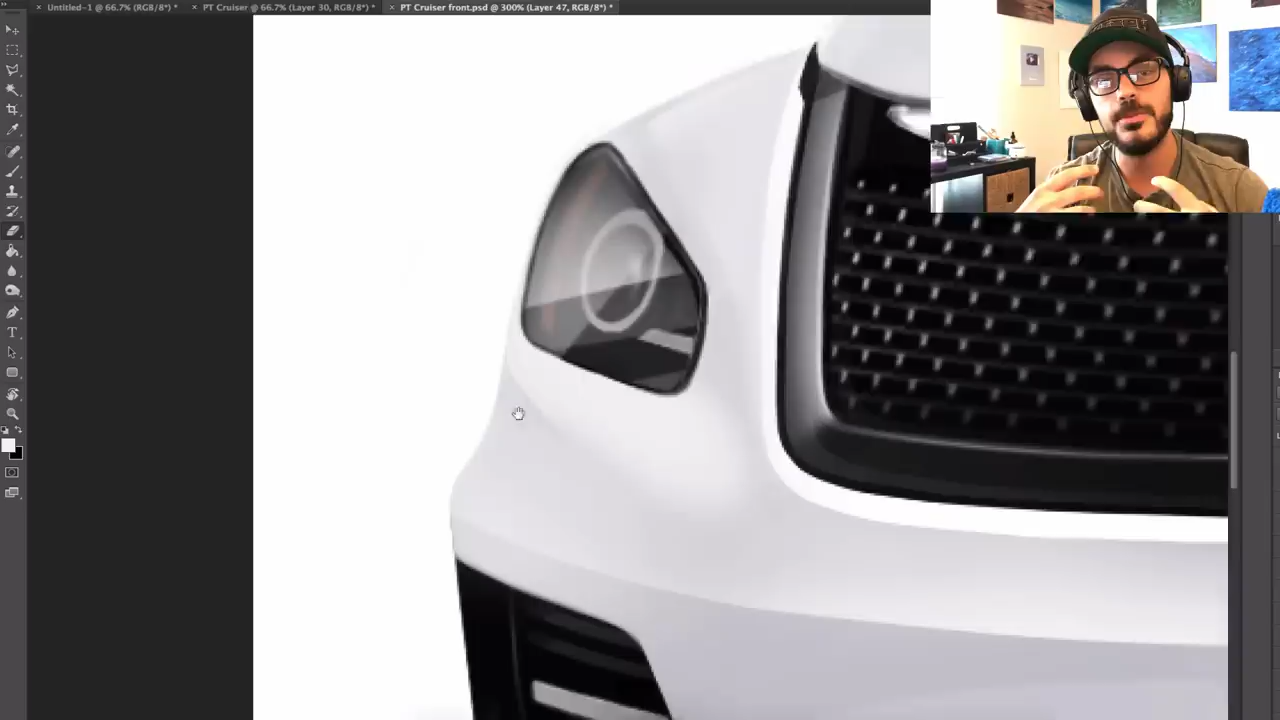 Untitled-1 @ 66.7% (RGB/8*) *
PT Cruiser @ 66.7% (Layer 30, RGB/8*) *
PT Cruiser front.psd @ 300% (Layer 47, RGB/8*) *